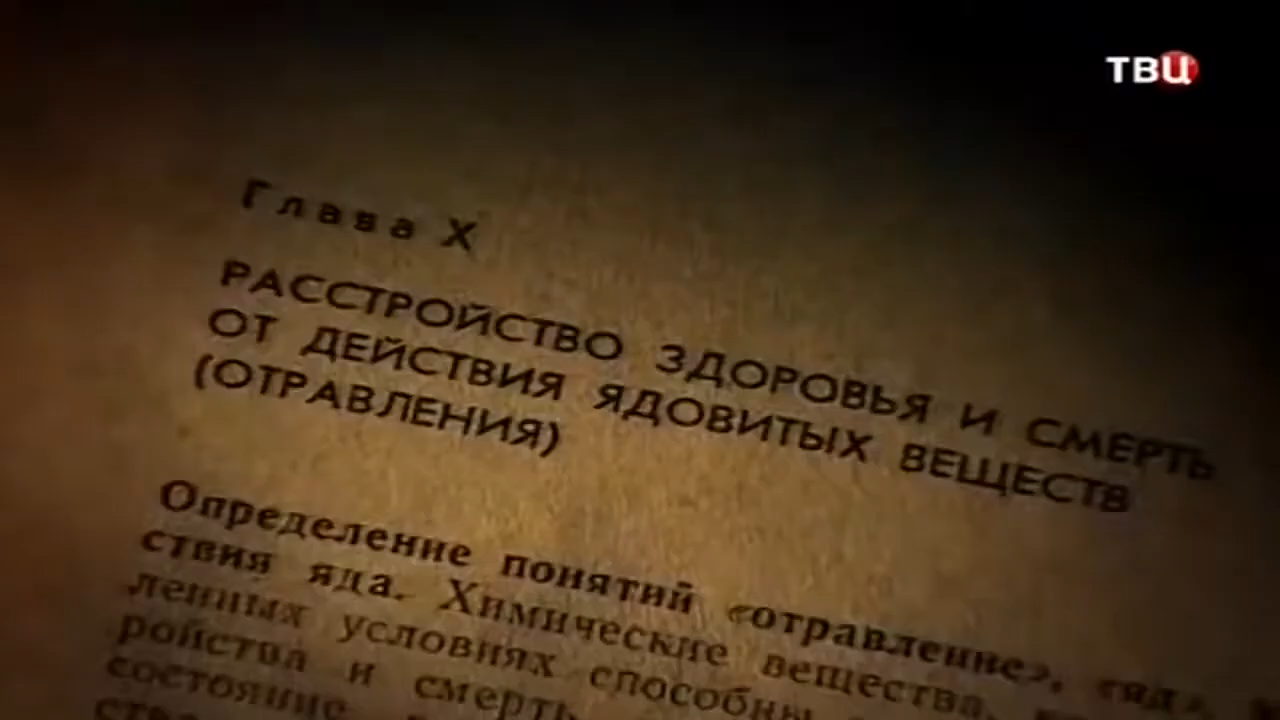 ТВЦ
Глава X
РАССТРОЙСТВО ЗДОРОВЬЯ И СМЕРТЬ
ОТ ДЕЙСТВИЯ ЯДОВИТЫХ ВЕЩЕСТВ
(ОТРАВЛЕНИЯ)
Определение понятий «отравление», «яд»,
ствия яда. Химические вещества,
ленных условиях способны
ройства и смерть
состояние